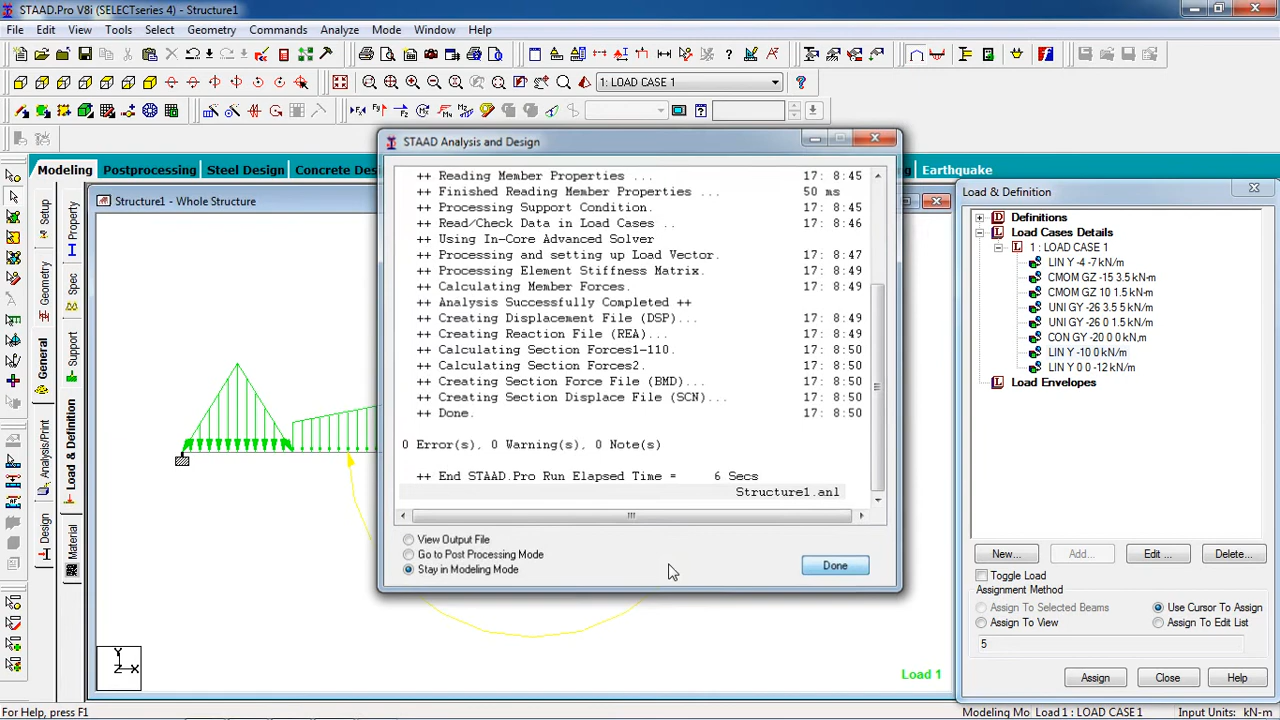 STAAD.Pro V8i (SELECTseries 4) - Structure1
File Edit View Tools Select Geometry Commands Analyze Mode Window Help
1: LOAD CASE 1
Modeling Postprocessing Steel Design Concrete Des Earthquake
Structure1 - Whole Structure
Setup
Geometry
General
Analysis/Print
Design
Property
Spec
Support
Load & Definition
Material
STAAD Analysis and Design
++ Reading Member Properties ... 17: 8:45
++ Finished Reading Member Properties ... 50 ms
++ Processing Support Condition. 17: 8:45
++ Read/Check Data in Load Cases .. 17: 8:46
++ Using In-Core Advanced Solver
++ Processing and setting up Load Vector. 17: 8:47
++ Processing Element Stiffness Matrix. 17: 8:49
++ Calculating Member Forces. 17: 8:49
++ Analysis Successfully Completed ++
++ Creating Displacement File (DSP)... 17: 8:49
++ Creating Reaction File (REA)... 17: 8:49
++ Calculating Section Forces1-110. 17: 8:50
++ Calculating Section Forces2. 17: 8:50
++ Creating Section Force File (BMD)... 17: 8:50
++ Creating Section Displace File (SCN)... 17: 8:50
++ Done. 17: 8:50
0 Error(s), 0 Warning(s), 0 Note(s)
++ End STAAD.Pro Run Elapsed Time = 6 Secs
Structure1.anl
View Output File
Go to Post Processing Mode
Stay in Modeling Mode
Done
Y
X
Load 1
Load & Definition
Definitions
Load Cases Details
1 : LOAD CASE 1
LIN Y -4 -7 kN/m
CMOM GZ -15 3.5 kN-m
CMOM GZ 10 1.5 kN-m
UNI GY -26 3.5 5 kN/m
UNI GY -26 0 1.5 kN/m
CON GY -20 0 0 kN,m
LIN Y -10 0 kN/m
LIN Y 0 0 -12 kN/m
Load Envelopes
New... Add... Edit ... Delete...
Toggle Load
Assignment Method
Assign To Selected Beams Use Cursor To Assign
Assign To View Assign To Edit List
5
Assign Close Help
For Help, press F1
Modeling Mo Load 1 : LOAD CASE 1 Input Units: kN-m